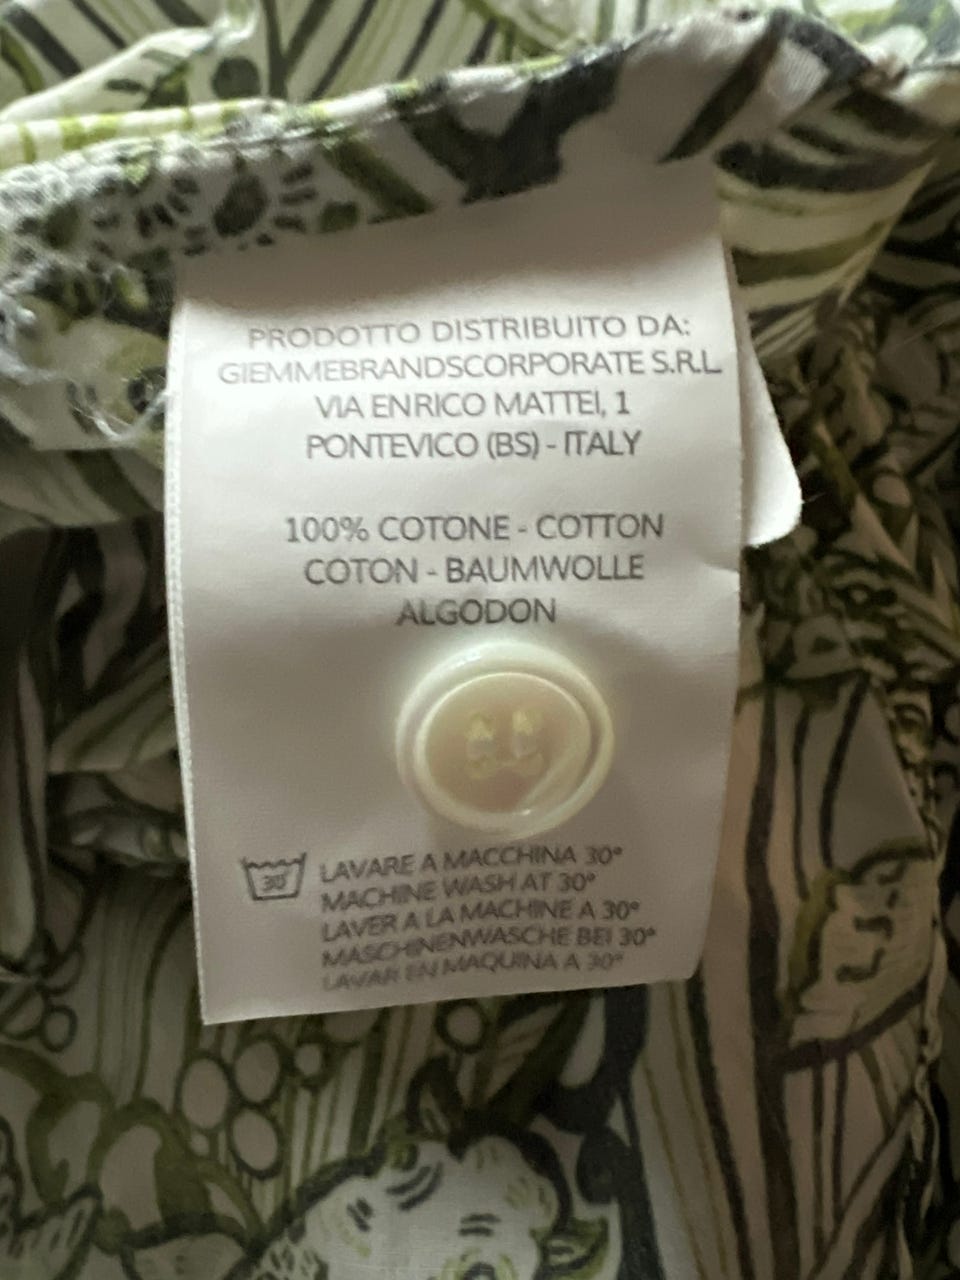 PRODOTTO DISTRIBUITO DA:
GIEMMEBRANDSCORPORATE S.R.L.
VIA ENRICO MATTEI, 1
PONTEVICO (BS) - ITALY
100% COTONE - COTTON
COTON - BAUMWOLLE
ALGODON
30°
LAVARE A MACCHINA 30°
MACHINE WASH AT 30°
LAVER A LA MACHINE A 30°
MASCHINENWASCHE BEI 30°
LAVAR EN MAQUINA A 30°